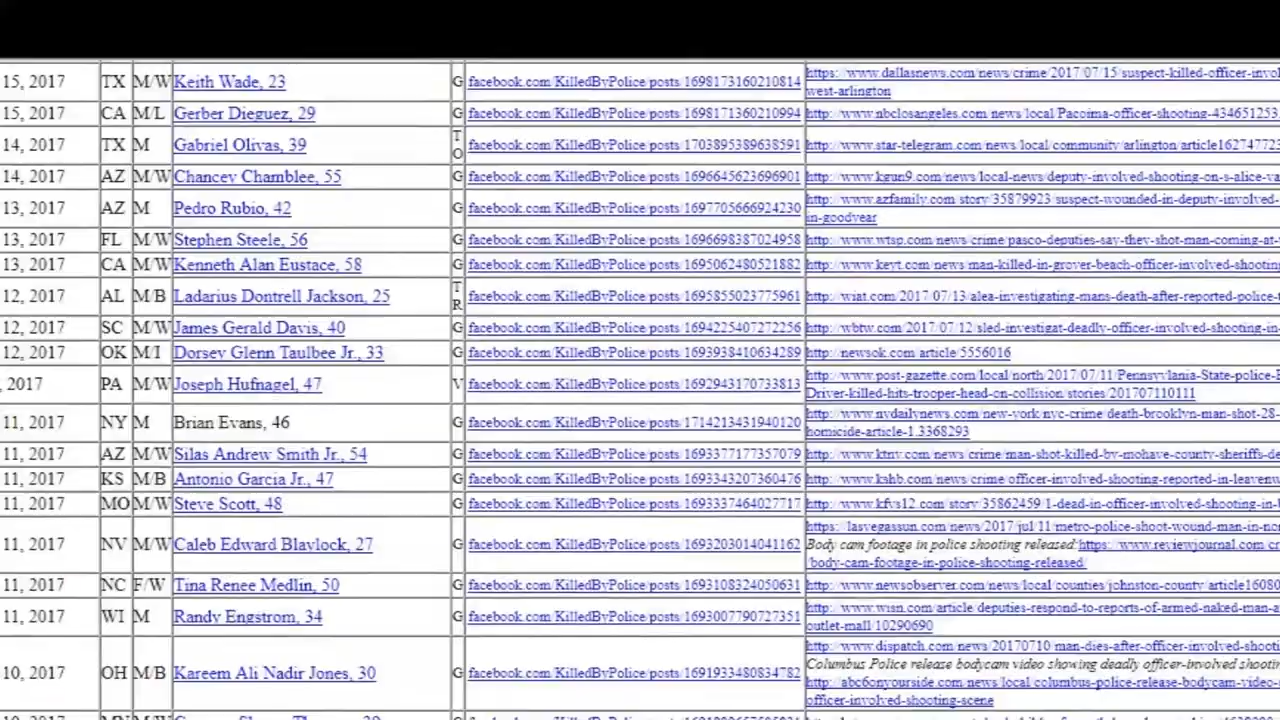 15, 2017 TX M/W Keith Wade, 23 G facebook.com/KilledByPolice/posts/1698173160210814 https://www.dallasnews.com/news/crime/2017/07/15/suspect-killed-officer-invol
west-arlington
15, 2017 CA M/L Gerber Dieguez, 29 G facebook.com/KilledByPolice/posts/1698171360210994 http://www.nbclosangeles.com/news/local/Pacoima-officer-shooting-434651253.
14, 2017 TX M Gabriel Olivas, 39 T facebook.com/KilledByPolice/posts/1703895389638591 http://www.star-telegram.com/news/local/community/arlington/article162747723
O
14, 2017 AZ M/W Chancey Chamblee, 55 G facebook.com/KilledByPolice/posts/1696645623696901 http://www.kgun9.com/news/local-news/deputy-involved-shooting-on-s-alice-va
13, 2017 AZ M Pedro Rubio, 42 G facebook.com/KilledByPolice/posts/1697705666924230 http://www.azfamily.com/story/35879923/suspect-wounded-in-deputy-involved-
in-goodyear
13, 2017 FL M/W Stephen Steele, 56 G facebook.com/KilledByPolice/posts/1696698387024958 http://www.wtsp.com/news/crime/pasco-deputies-say-they-shot-man-coming-at-
13, 2017 CA M/W Kenneth Alan Eustace, 58 G facebook.com/KilledByPolice/posts/1695062480521882 http://www.keyt.com/news/man-killed-in-grover-beach-officer-involved-shooting
12, 2017 AL M/B Ladarius Dontrell Jackson, 25 T facebook.com/KilledByPolice/posts/1695855023775961 http://wiat.com/2017/07/13/alea-investigating-mans-death-after-reported-police-t
R
12, 2017 SC M/W James Gerald Davis, 40 G facebook.com/KilledByPolice/posts/1694225407272256 http://wbtw.com/2017/07/12/sled-investigat-deadly-officer-involved-shooting-in-
12, 2017 OK M/I Dorsey Glenn Taulbee Jr., 33 G facebook.com/KilledByPolice/posts/1693938410634289 http://newsok.com/article/5556016
, 2017 PA M/W Joseph Hufnagel, 47 V facebook.com/KilledByPolice/posts/1692943170733813 http://www.post-gazette.com/local/north/2017/07/11/Pennsylvania-State-police-
Driver-killed-hits-trooper-head-on-collision/stories/201707110111
11, 2017 NY M Brian Evans, 46 facebook.com/KilledByPolice/posts/1714213431940120 http://www.nydailynews.com/new-york/nyc-crime/death-brooklyn-man-shot-28-
homicide-article-1.3368293
11, 2017 AZ M/W Silas Andrew Smith Jr., 54 G facebook.com/KilledByPolice/posts/1693377177357079 http://www.ktnv.com/news/crime/man-shot-killed-by-mohave-county-sheriffs-de
11, 2017 KS M/B Antonio Garcia Jr., 47 G facebook.com/KilledByPolice/posts/1693343207360476 http://www.kshb.com/news/crime/officer-involved-shooting-reported-in-leavenw
11, 2017 MO M/W Steve Scott, 48 G facebook.com/KilledByPolice/posts/1693337464027717 http://www.kfvs12.com/story/35862459/1-dead-in-officer-involved-shooting-in-
11, 2017 NV M/W Caleb Edward Blaylock, 27 G facebook.com/KilledByPolice/posts/1693203014041162 https://lasvegassun.com/news/2017/jul/11/metro-police-shoot-wound-man-in-no
Body cam footage in police shooting released:https://www.reviewjournal.com/cr
/body-cam-footage-in-police-shooting-released/
11, 2017 NC F/W Tina Renee Medlin, 50 G facebook.com/KilledByPolice/posts/1693108324050631 http://www.newsobserver.com/news/local/counties/johnston-county/article16080
11, 2017 WI M Randy Engstrom, 34 G facebook.com/KilledByPolice/posts/1693007790727351 http://www.wisn.com/article/deputies-respond-to-reports-of-armed-naked-man-a
outlet-mall/10290690
10, 2017 OH M/B Kareem Ali Nadir Jones, 30 G facebook.com/KilledByPolice/posts/1691933480834782 http://www.dispatch.com/news/20170710/man-dies-after-officer-involved-shooti
Columbus Police release bodycam video showing deadly officer-involved shootin
http://abc6onyourside.com/news/local/columbus-police-release-bodycam-video-
officer-involved-shooting-scene